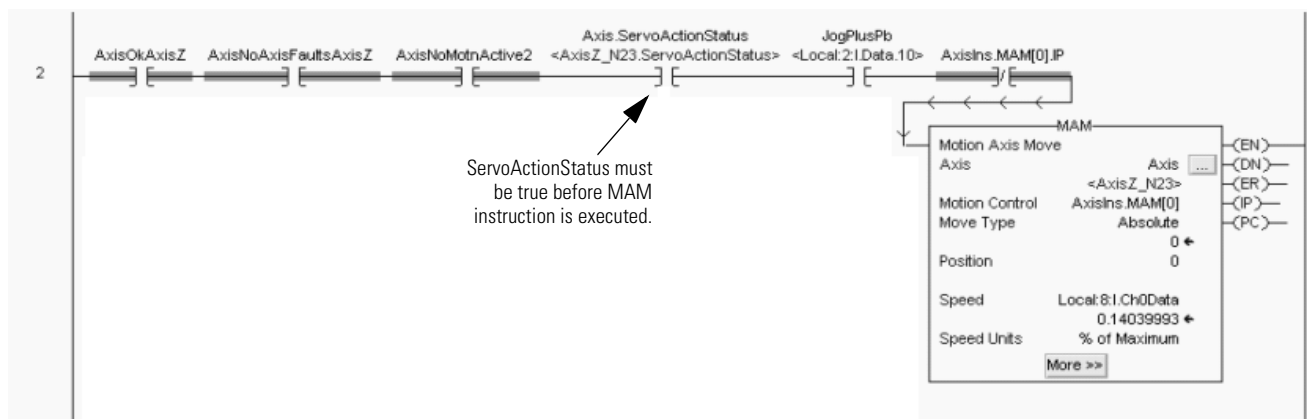 Axis.ServoActionStatus JogPlusPb
AxisOkAxisZ AxisNoAxisFaultsAxisZ AxisNoMotnActive2 <AxisZ_N23.ServoActionStatus> <Local:2:I.Data.10> AxisIns.MAM[0].IP
2
ServoActionStatus must
be true before MAM
instruction is executed.
MAM
Motion Axis Move (EN)
Axis Axis ... (DN)
<AxisZ_N23> (ER)
Motion Control AxisIns.MAM[0] (IP)
Move Type Absolute (PC)
0
Position 0
Speed Local:8:I.Ch0Data
0.14039993
Speed Units % of Maximum
More >>